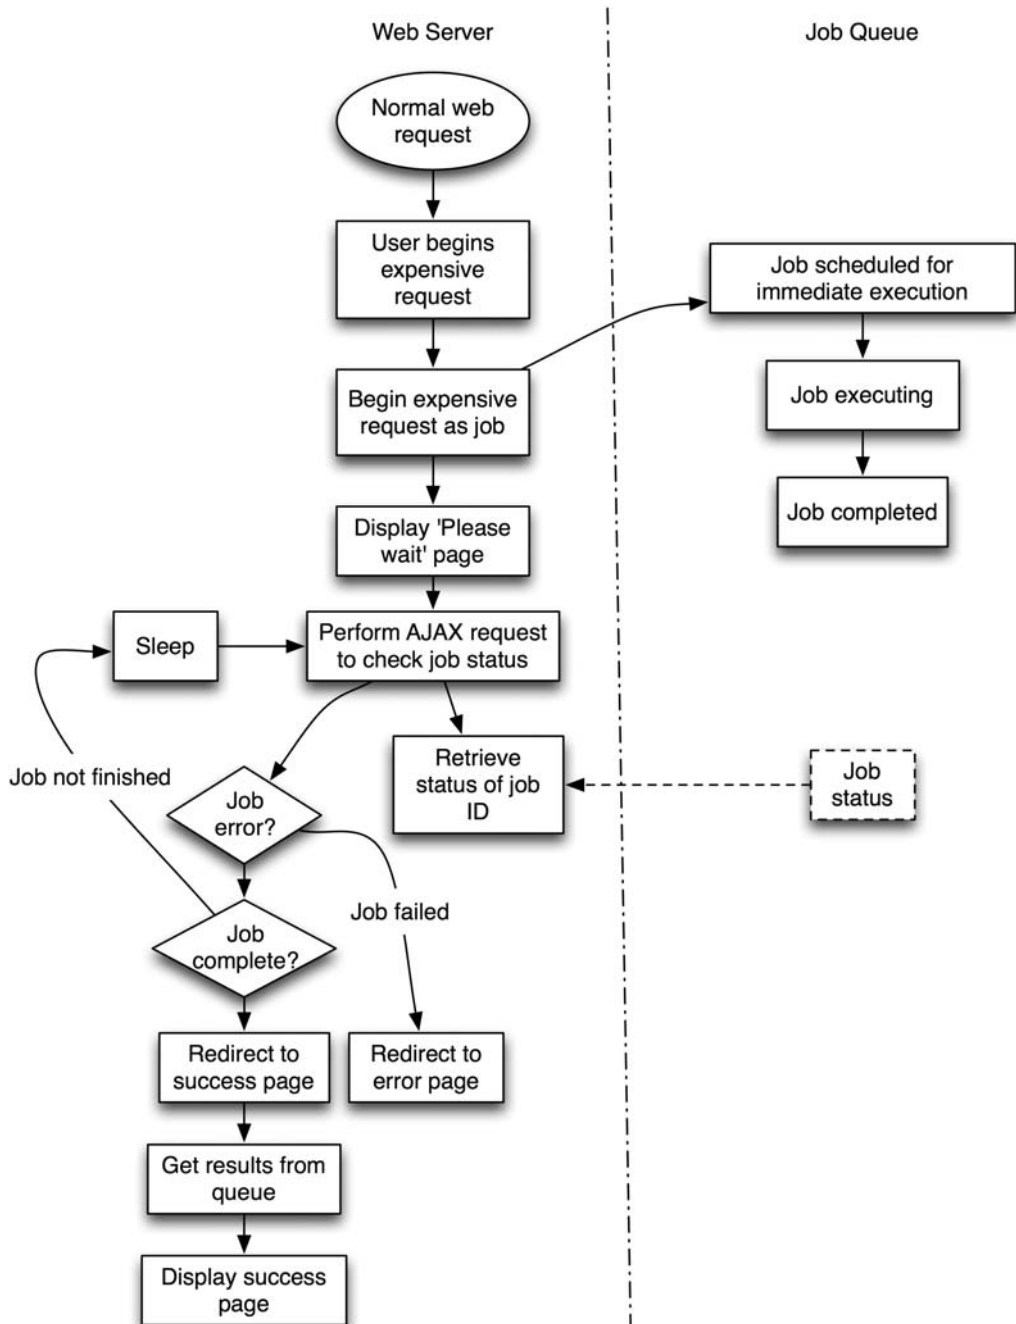 Web Server
Job Queue
Normal web
request
User begins
expensive
request
Job scheduled for
immediate execution
Begin expensive
request as job
Job executing
Job completed
Display 'Please
wait' page
Sleep
Perform AJAX request
to check job status
Job not finished
Job
error?
Retrieve
status of job
ID
Job
status
Job failed
Job
complete?
Redirect to
success page
Redirect to
error page
Get results from
queue
Display success
page